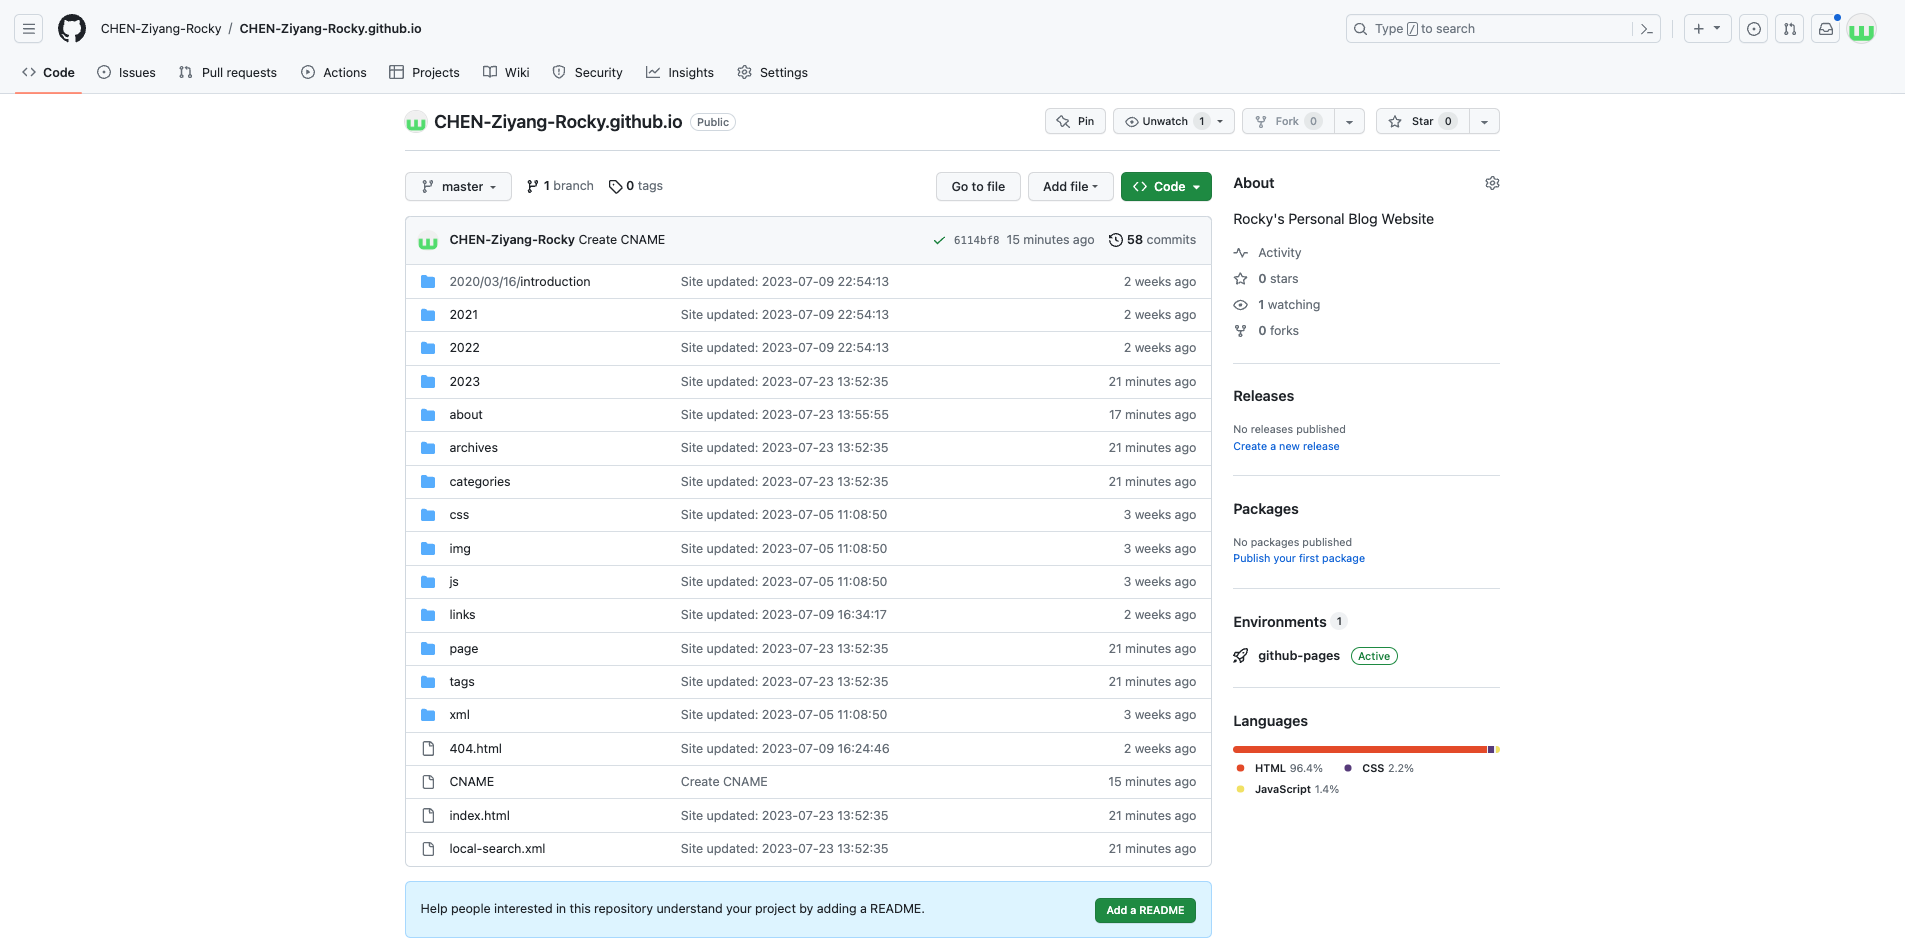 CHEN-Ziyang-Rocky / CHEN-Ziyang-Rocky.github.io
Type / to search
Code Issues Pull requests Actions Projects Wiki Security Insights Settings
CHEN-Ziyang-Rocky.github.io Public
Pin Unwatch 1 Fork 0 Star 0
master 1 branch 0 tags Go to file Add file Code
CHEN-Ziyang-Rocky Create CNAME 6114bf8 15 minutes ago 58 commits
2020/03/16/introduction Site updated: 2023-07-09 22:54:13 2 weeks ago
2021 Site updated: 2023-07-09 22:54:13 2 weeks ago
2022 Site updated: 2023-07-09 22:54:13 2 weeks ago
2023 Site updated: 2023-07-23 13:52:35 21 minutes ago
about Site updated: 2023-07-23 13:55:55 17 minutes ago
archives Site updated: 2023-07-23 13:52:35 21 minutes ago
categories Site updated: 2023-07-23 13:52:35 21 minutes ago
css Site updated: 2023-07-05 11:08:50 3 weeks ago
img Site updated: 2023-07-05 11:08:50 3 weeks ago
js Site updated: 2023-07-05 11:08:50 3 weeks ago
links Site updated: 2023-07-09 16:34:17 2 weeks ago
page Site updated: 2023-07-23 13:52:35 21 minutes ago
tags Site updated: 2023-07-23 13:52:35 21 minutes ago
xml Site updated: 2023-07-05 11:08:50 3 weeks ago
404.html Site updated: 2023-07-09 16:24:46 2 weeks ago
CNAME Create CNAME 15 minutes ago
index.html Site updated: 2023-07-23 13:52:35 21 minutes ago
local-search.xml Site updated: 2023-07-23 13:52:35 21 minutes ago
Help people interested in this repository understand your project by adding a README. Add a README
About
Rocky's Personal Blog Website
Activity
0 stars
1 watching
0 forks
Releases
No releases published
Create a new release
Packages
No packages published
Publish your first package
Environments 1
github-pages Active
Languages
HTML 96.4% CSS 2.2%
JavaScript 1.4%